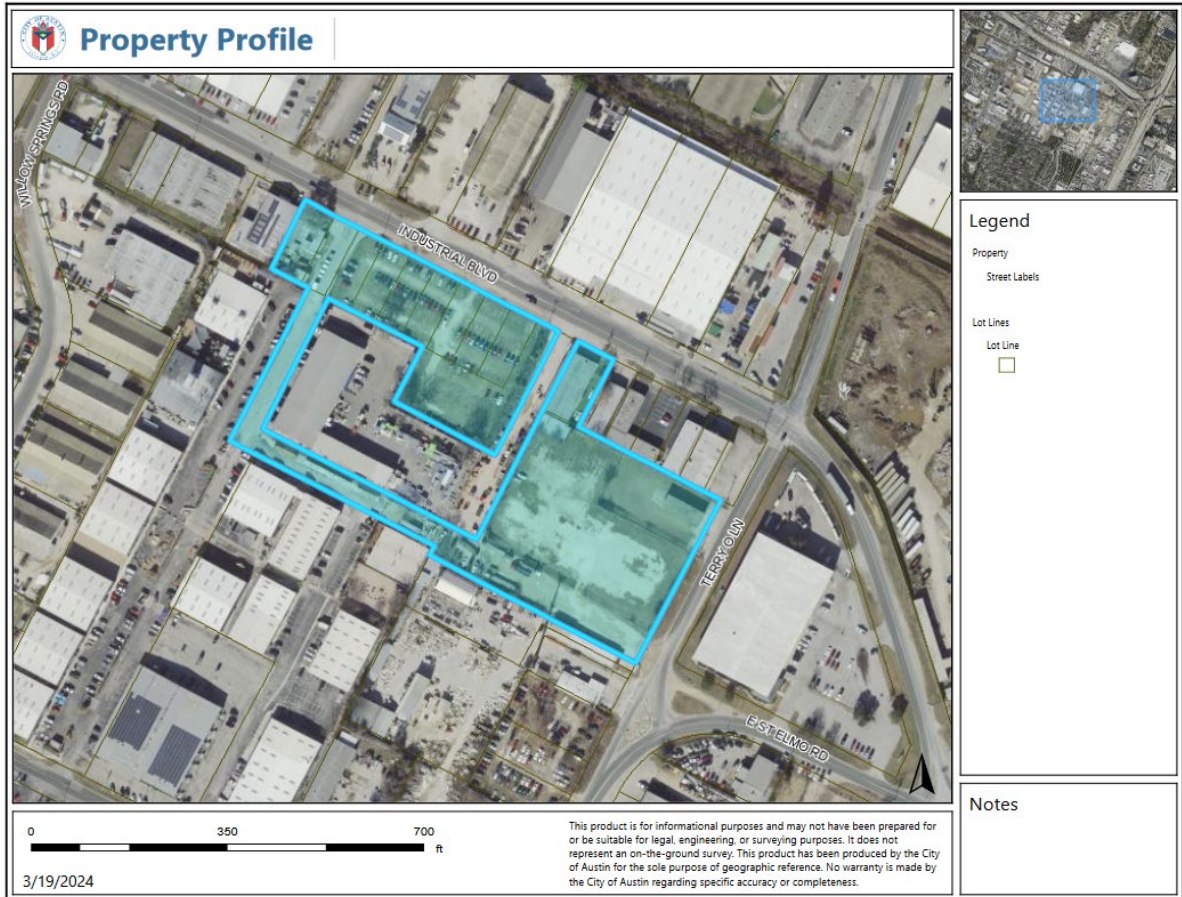 CITY OF AUSTIN
Property Profile
WILLOW SPRINGS RD
INDUSTRIAL BLVD
TERRY O LN
E ST ELMO RD
Legend
Property
Street Labels
Lot Lines
Lot Line
Notes
0 350 700
ft
3/19/2024
This product is for informational purposes and may not have been prepared for
or be suitable for legal, engineering, or surveying purposes. It does not
represent an on-the-ground survey. This product has been produced by the City
of Austin for the sole purpose of geographic reference. No warranty is made by
the City of Austin regarding specific accuracy or completeness.